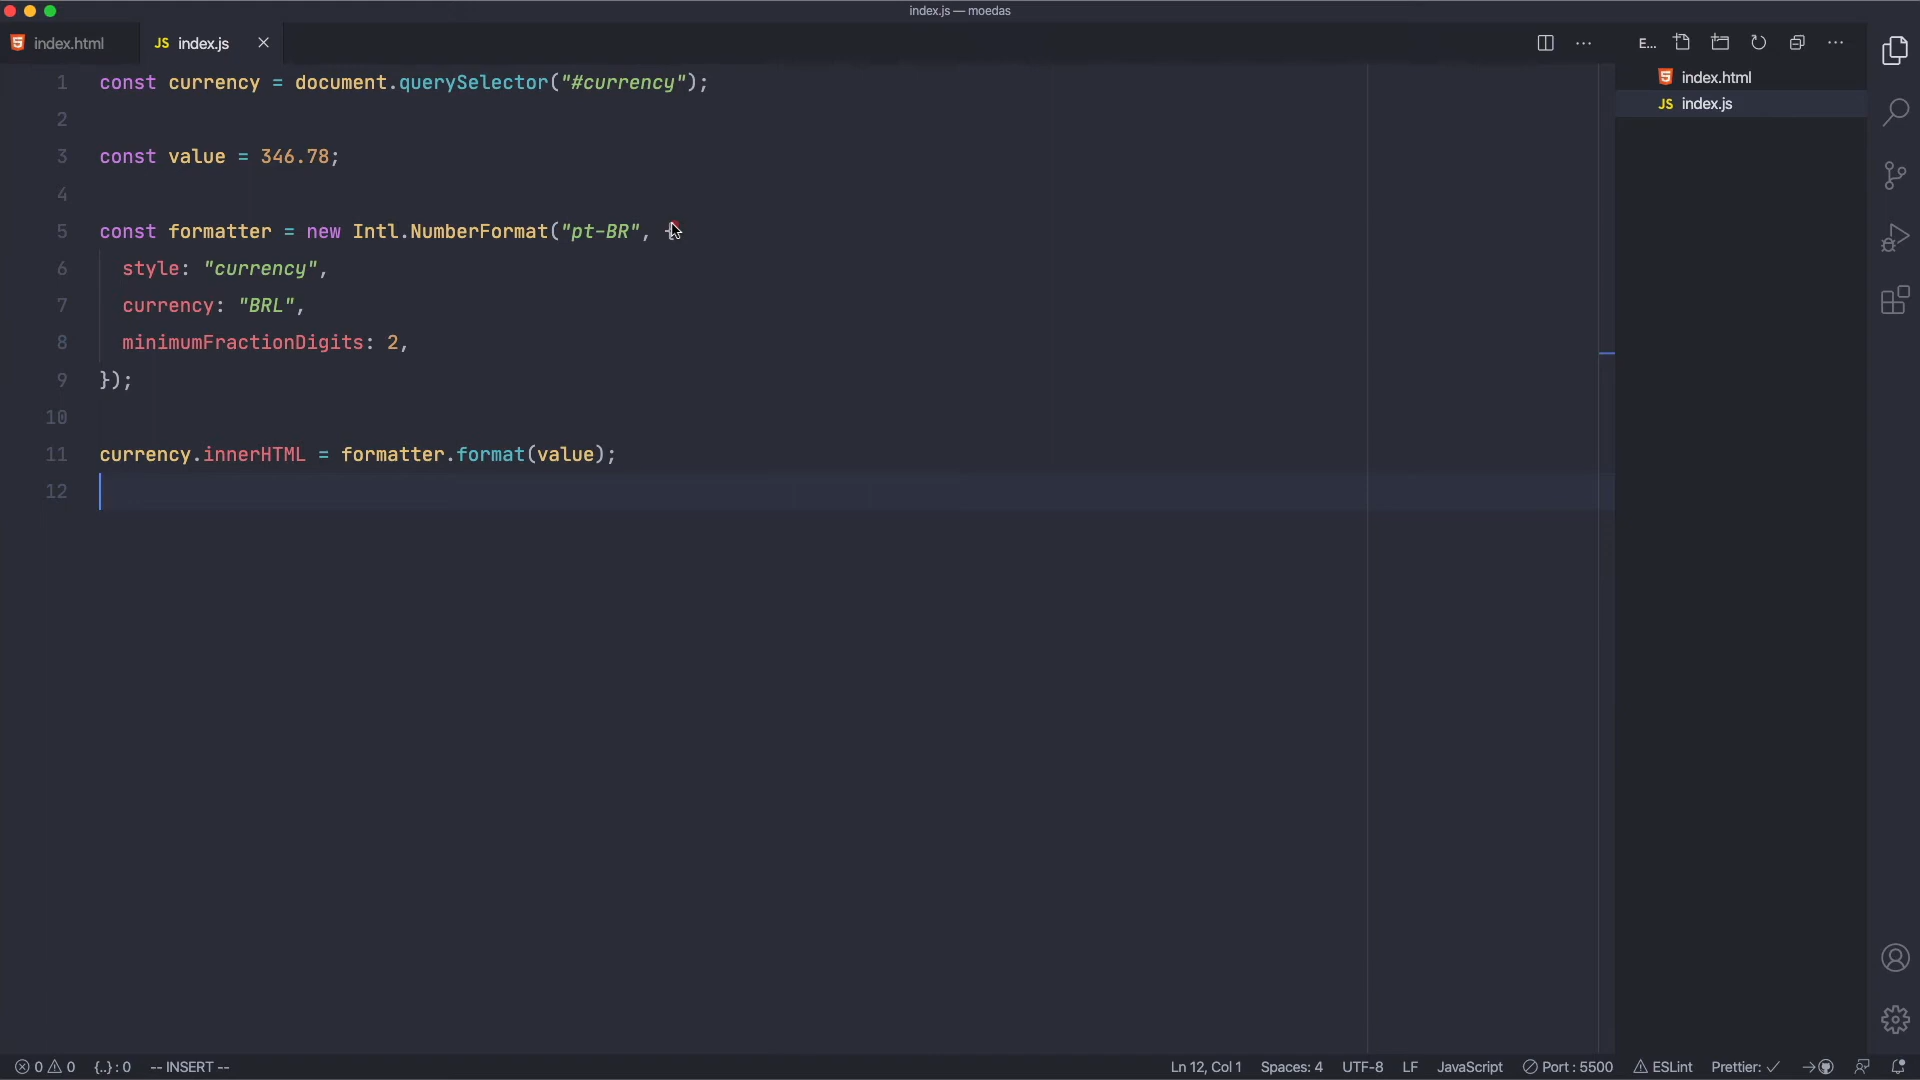 index.js — moedas
index.html
JS index.js
E...
index.html
JS index.js
1 const currency = document.querySelector("#currency");
2
3 const value = 346.78;
4
5 const formatter = new Intl.NumberFormat("pt-BR", {
6 style: "currency",
7 currency: "BRL",
8 minimumFractionDigits: 2,
9 });
10
11 currency.innerHTML = formatter.format(value);
12
0 0 {..} : 0 -- INSERT -- Ln 12, Col 1 Spaces: 4 UTF-8 LF JavaScript Port : 5500 ESLint Prettier: ✓